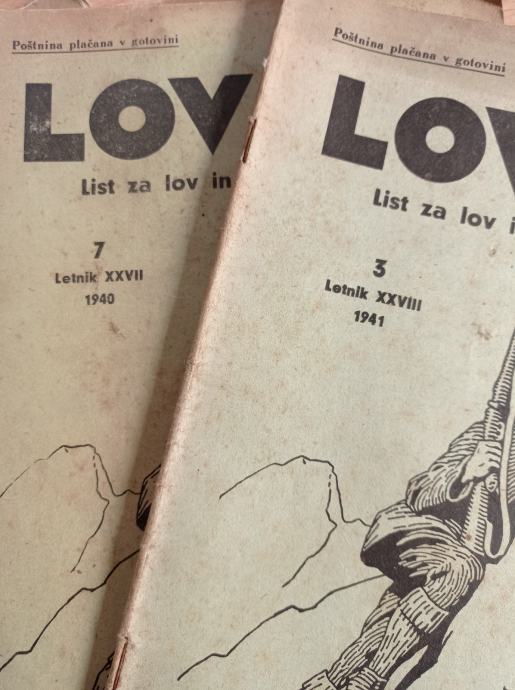 Poštnina plačana v gotovini
LOV
List za lov in
7
Letnik XXVII
1940
Poštnina plačana v gotovini
LOV
List za lov i
3
Letnik XXVIII
1941